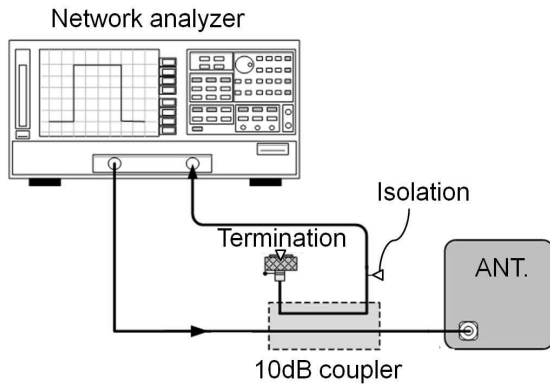 Network analyzer
Isolation
Termination
ANT.
10dB coupler